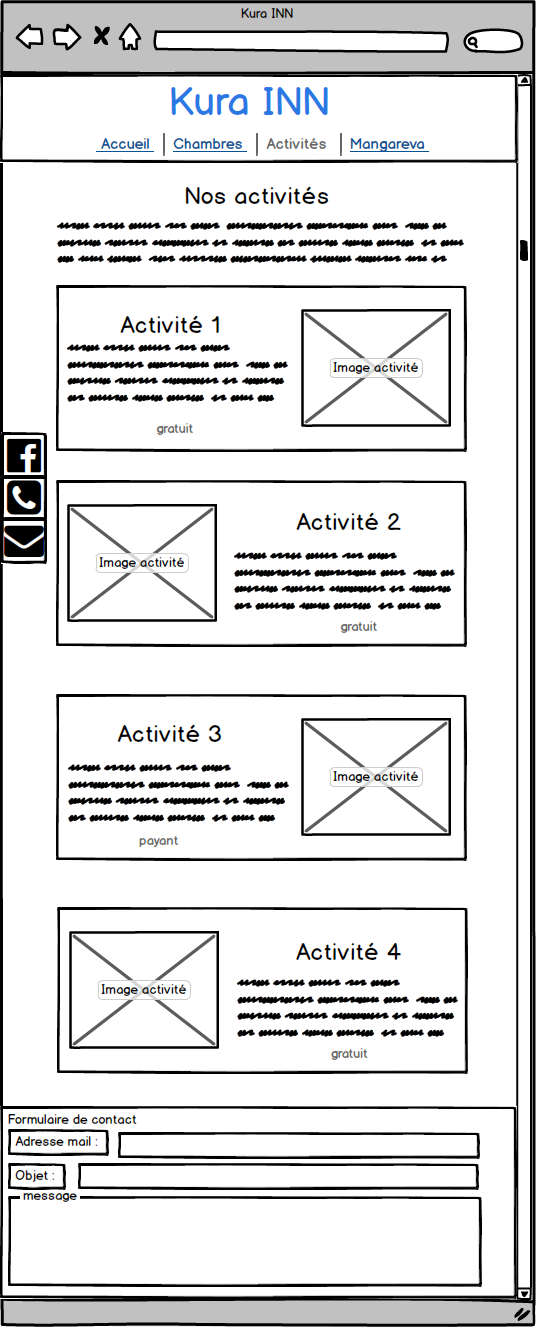 Kura INN
Kura INN
Accueil Chambres Activités Mangareva
Nos activités
Activité 1
Image activité
gratuit
Activité 2
Image activité
gratuit
Activité 3
Image activité
payant
Activité 4
Image activité
gratuit
Formulaire de contact
Adresse mail :
Objet :
message